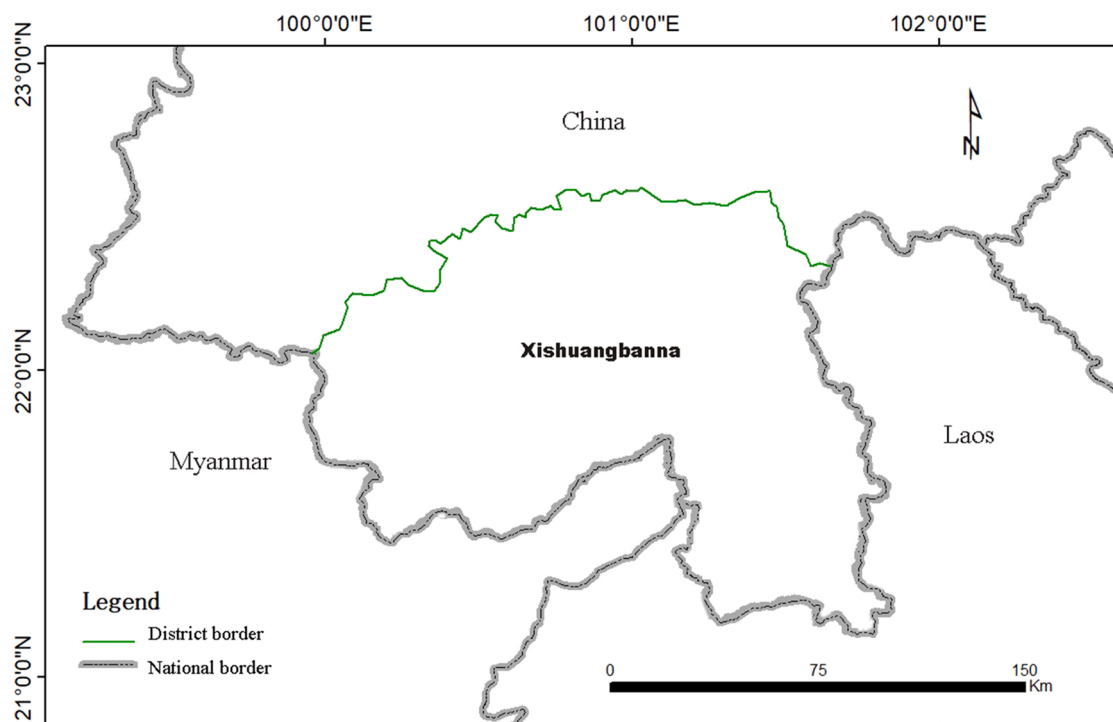 100°0'0"E 101°0'0"E 102°0'0"E
23°0'0"N
China
N
22°0'0"N
Xishuangbanna
Laos
Myanmar
Legend
District border
National border
0 75 150
Km
21°0'0"N